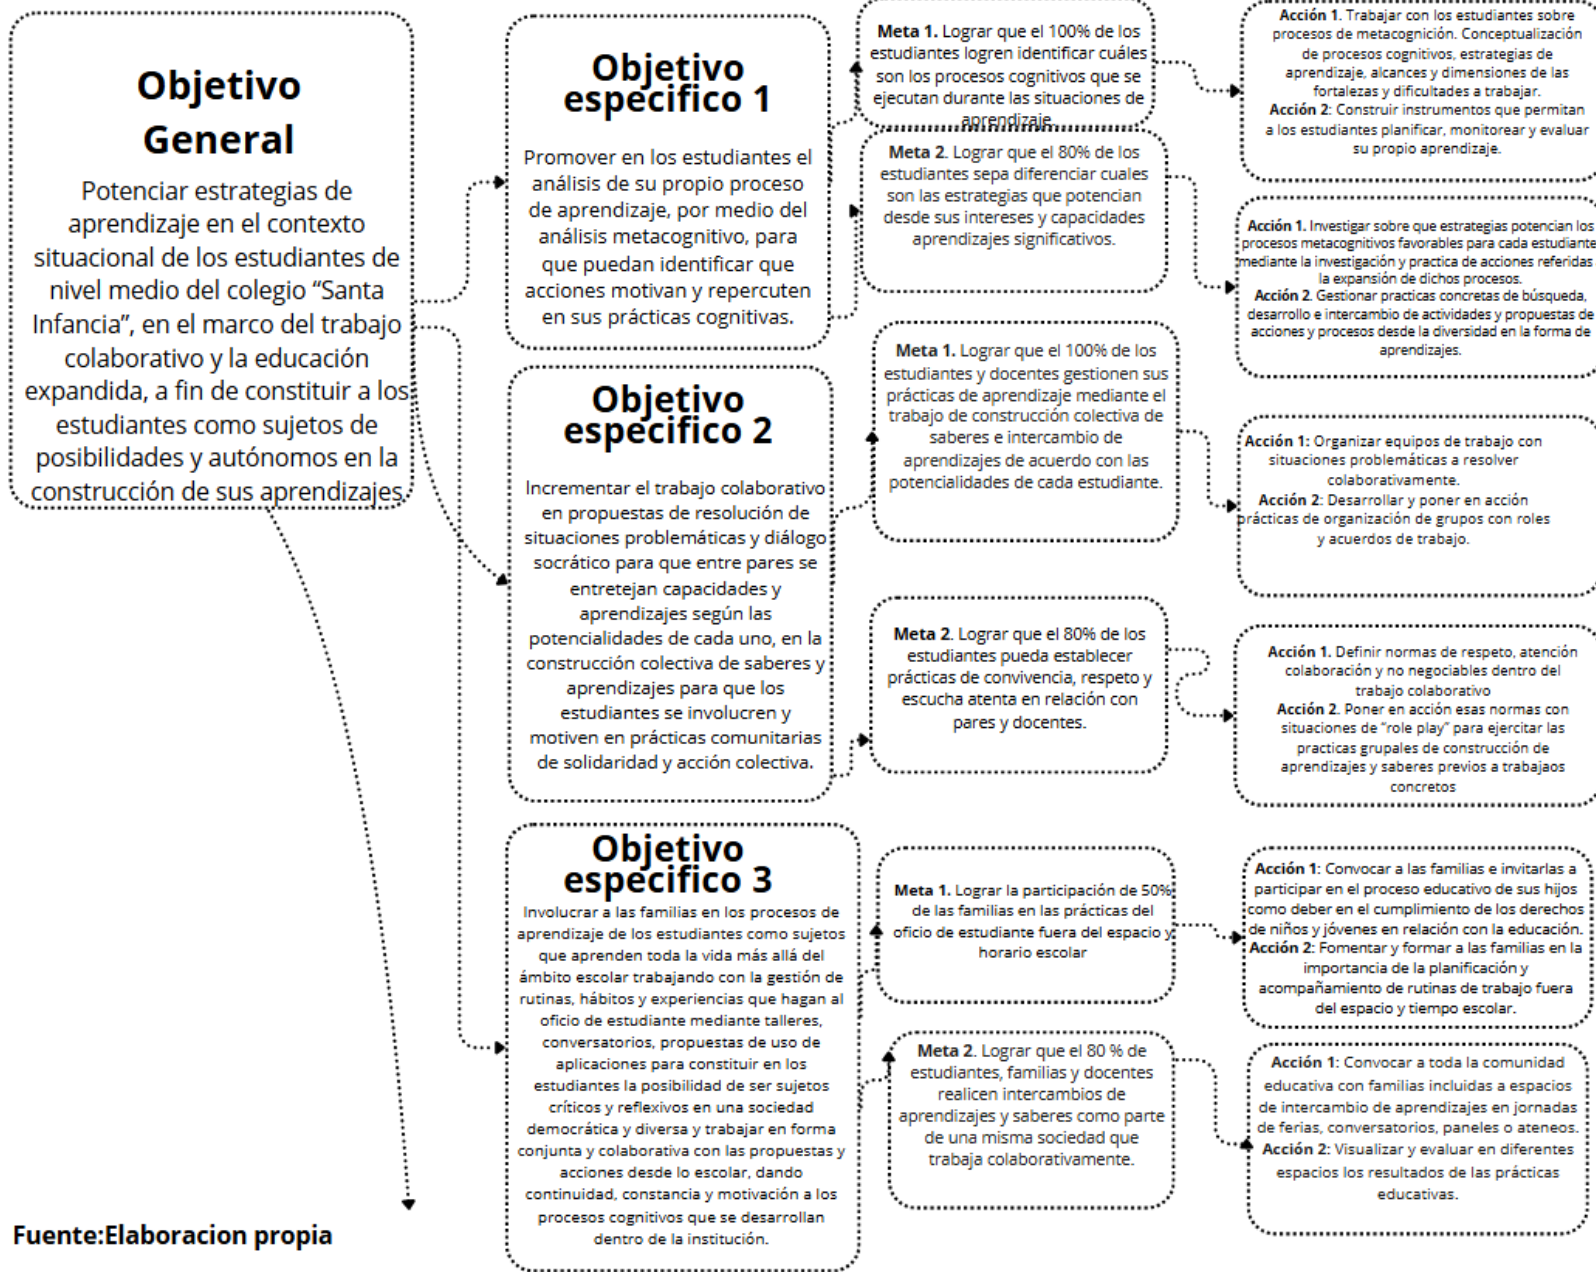 Objetivo
General
Potenciar estrategias de
aprendizaje en el contexto
situacional de los estudiantes de
nivel medio del colegio “Santa
Infancia”, en el marco del trabajo
colaborativo y la educación
expandida, a fin de constituir a los
estudiantes como sujetos de
posibilidades y autónomos en la
construcción de sus aprendizajes
Objetivo
especifico 1
Promover en los estudiantes el
análisis de su propio proceso
de aprendizaje, por medio del
análisis metacognitivo, para
que puedan identificar que
acciones motivan y repercuten
en sus prácticas cognitivas.
Meta 1. Lograr que el 100% de los
estudiantes logren identificar cuáles
son los procesos cognitivos que se
ejecutan durante las situaciones de
aprendizaje.
Acción 1. Trabajar con los estudiantes sobre
procesos de metacognición. Conceptualización
de procesos cognitivos, estrategias de
aprendizaje, alcances y dimensiones de las
fortalezas y dificultades a trabajar.
Acción 2: Construir instrumentos que permitan
a los estudiantes planificar, monitorear y evaluar
su propio aprendizaje.
Meta 2. Lograr que el 80% de los
estudiantes sepa diferenciar cuales
son las estrategias que potencian
desde sus intereses y capacidades
aprendizajes significativos.
Acción 1. Investigar sobre que estrategias potencian los
procesos metacognitivos favorables para cada estudiante
mediante la investigación y practica de acciones referidas
la expansión de dichos procesos.
Acción 2. Gestionar practicas concretas de búsqueda,
desarrollo e intercambio de actividades y propuestas de
acciones y procesos desde la diversidad en la forma de
aprendizajes.
Objetivo
especifico 2
Incrementar el trabajo colaborativo
en propuestas de resolución de
situaciones problemáticas y diálogo
socrático para que entre pares se
entretejan capacidades y
aprendizajes según las
potencialidades de cada uno, en la
construcción colectiva de saberes y
aprendizajes para que los
estudiantes se involucren y
motiven en prácticas comunitarias
de solidaridad y acción colectiva.
Meta 1. Lograr que el 100% de los
estudiantes y docentes gestionen sus
prácticas de aprendizaje mediante el
trabajo de construcción colectiva de
saberes e intercambio de
aprendizajes de acuerdo con las
potencialidades de cada estudiante.
Acción 1: Organizar equipos de trabajo con
situaciones problemáticas a resolver
colaborativamente.
Acción 2: Desarrollar y poner en acción
prácticas de organización de grupos con roles
y acuerdos de trabajo.
Meta 2. Lograr que el 80% de los
estudiantes pueda establecer
prácticas de convivencia, respeto y
escucha atenta en relación con
pares y docentes.
Acción 1. Definir normas de respeto, atención
colaboración y no negociables dentro del
trabajo colaborativo
Acción 2. Poner en acción esas normas con
situaciones de “role play” para ejercitar las
practicas grupales de construcción de
aprendizajes y saberes previos a trabajaos
concretos
Objetivo
especifico 3
Involucrar a las familias en los procesos de
aprendizaje de los estudiantes como sujetos
que aprenden toda la vida más allá del
ámbito escolar trabajando con la gestión de
rutinas, hábitos y experiencias que hagan al
oficio de estudiante mediante talleres,
conversatorios, propuestas de uso de
aplicaciones para constituir en los
estudiantes la posibilidad de ser sujetos
críticos y reflexivos en una sociedad
democrática y diversa y trabajar en forma
conjunta y colaborativa con las propuestas y
acciones desde lo escolar, dando
continuidad, constancia y motivación a los
procesos cognitivos que se desarrollan
dentro de la institución.
Meta 1. Lograr la participación de 50%
de las familias en las prácticas del
oficio de estudiante fuera del espacio y
horario escolar
Acción 1: Convocar a las familias e invitarlas a
participar en el proceso educativo de sus hijos
como deber en el cumplimiento de los derechos
de niños y jóvenes en relación con la educación.
Acción 2: Fomentar y formar a las familias en la
importancia de la planificación y
acompañamiento de rutinas de trabajo fuera
del espacio y tiempo escolar.
Meta 2. Lograr que el 80 % de
estudiantes, familias y docentes
realicen intercambios de
aprendizajes y saberes como parte
de una misma sociedad que
trabaja colaborativamente.
Acción 1: Convocar a toda la comunidad
educativa con familias incluidas a espacios
de intercambio de aprendizajes en jornadas
de ferias, conversatorios, paneles o ateneos.
Acción 2: Visualizar y evaluar en diferentes
espacios los resultados de las prácticas
educativas.
Fuente:Elaboracion propia